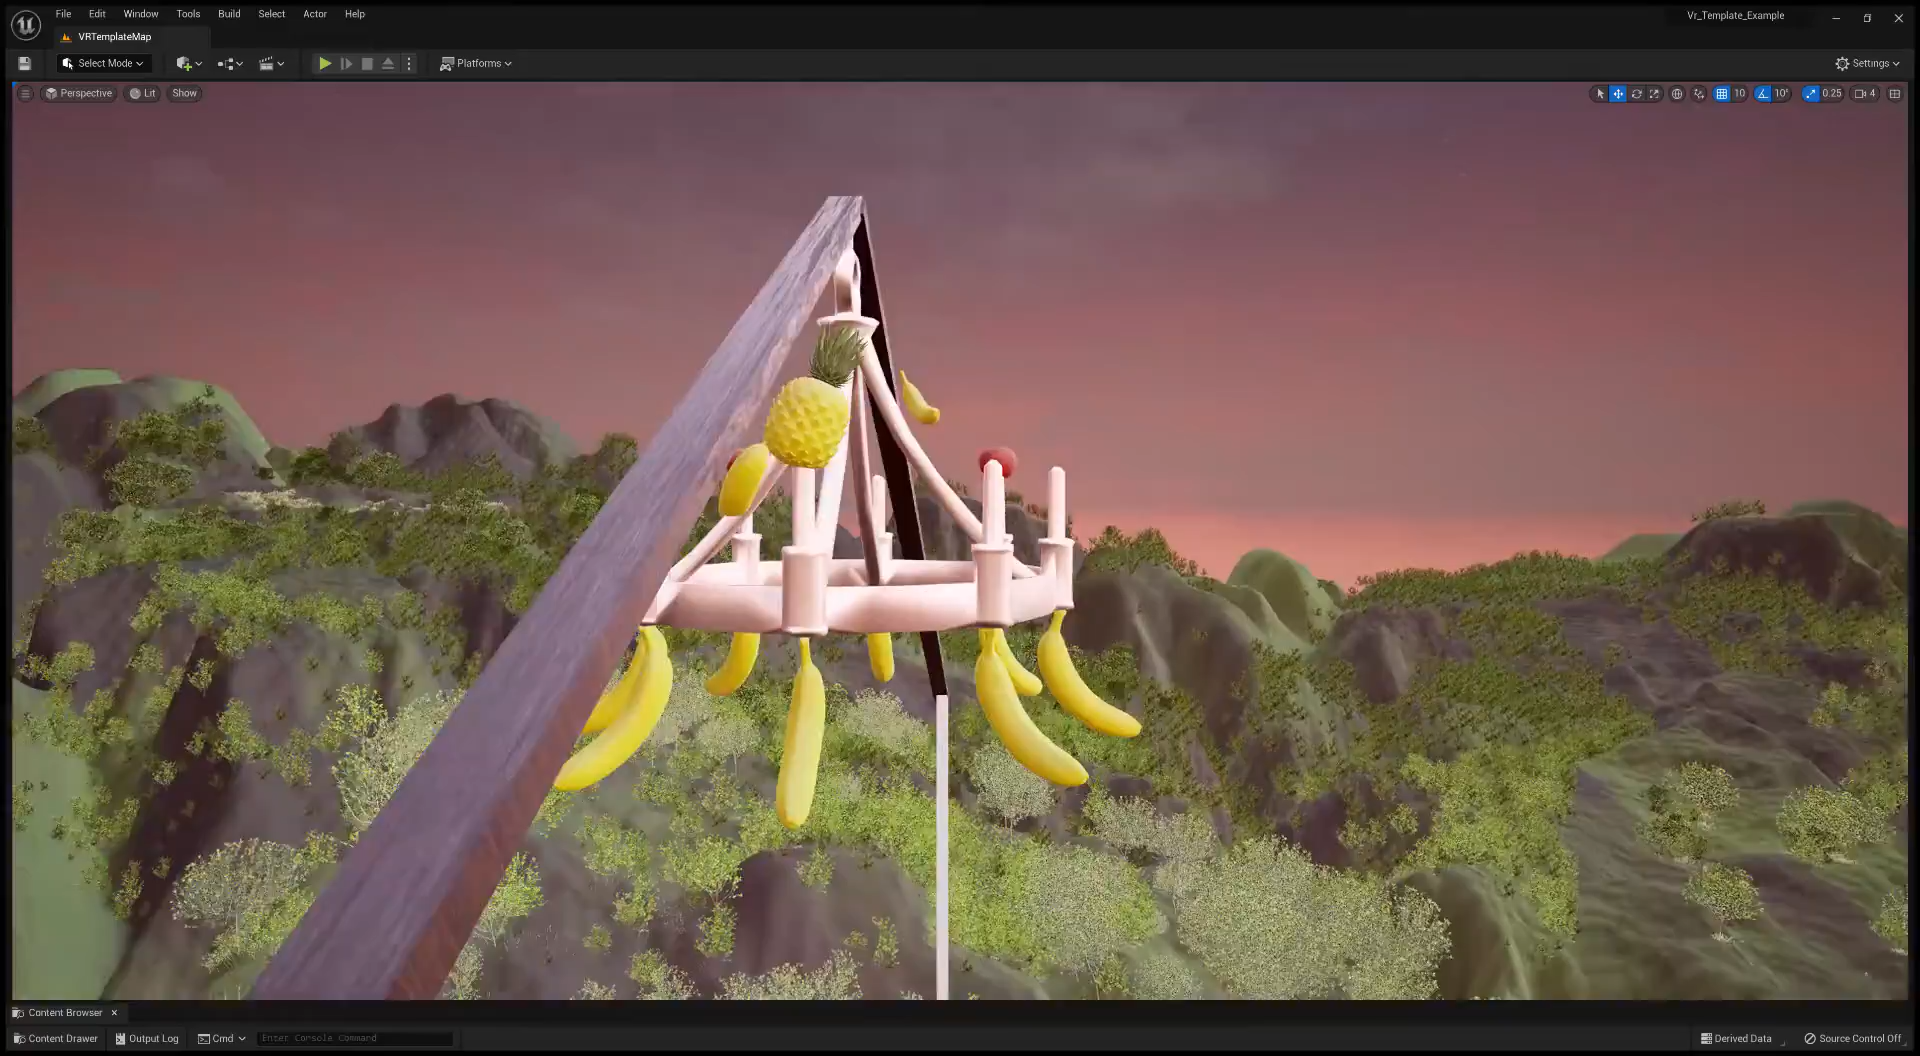 File Edit Window Tools Build Select Actor Help
Vr_Template_Example
VRTemplateMap
Select Mode
Platforms
Settings
Perspective Lit Show
10 10° 0.25 4
Content Browser
Content Drawer Output Log Cmd Enter Console Command
Derived Data Source Control Off